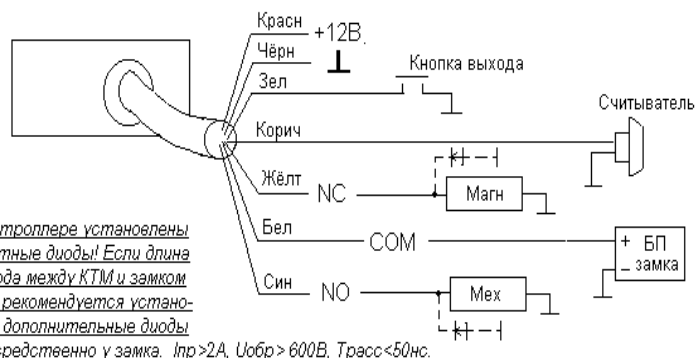 Красн +12В.
Чёрн
Зел Кнопка выхода
Считыватель
Корич
Жёлт NC Магн
Бел COM + БП
– замка
Син NO Мех
троллере установлены
тные диоды! Если длина
ода между КТМ и замком
рекомендуется устано-
дополнительные диоды
средственно у замка. Iпр>2А, Uобр> 600В, Tрасс<50нс.